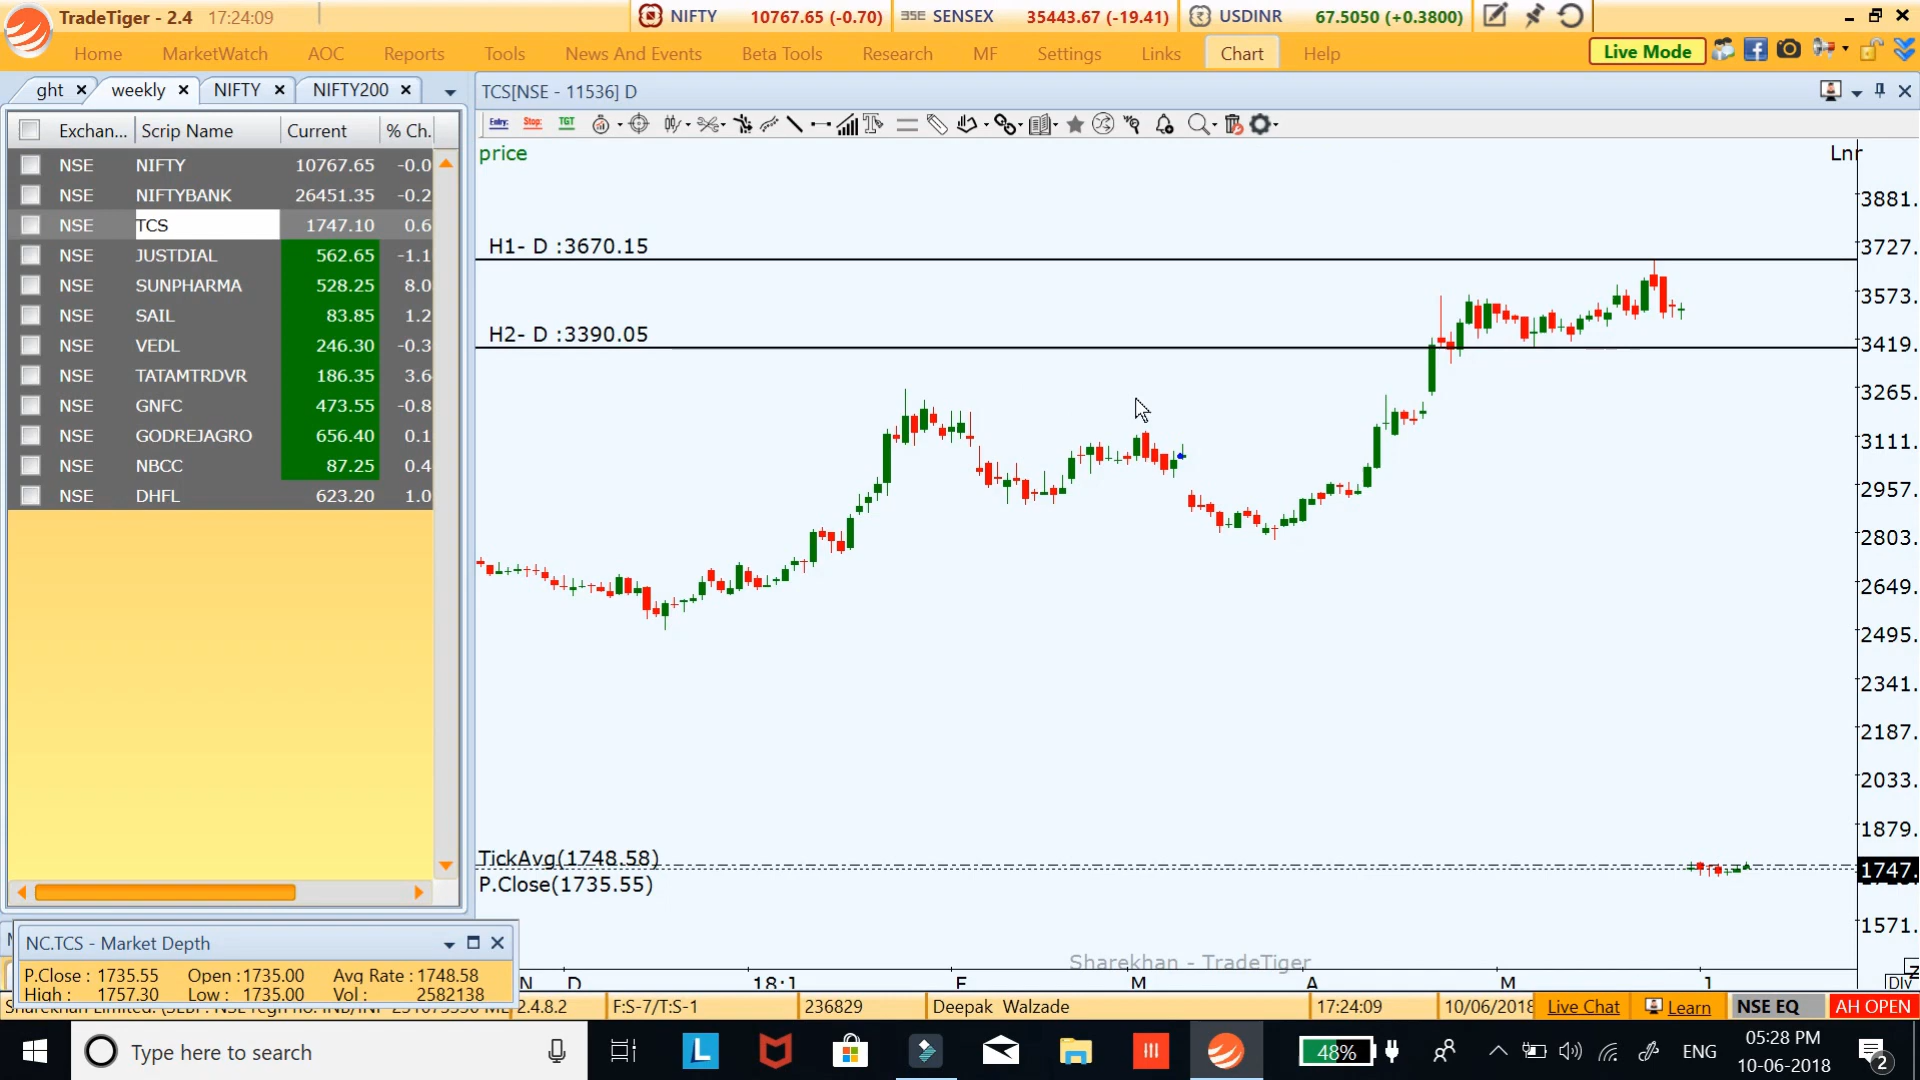 TradeTiger - 2.4 17:24:09 NIFTY 10767.65 (-0.70) SENSEX 35443.67 (-19.41) USDINR 67.5050 (+0.3800)
Home MarketWatch AOC Reports Tools News And Events Beta Tools Research MF Settings Links Chart Help Live Mode
ght weekly NIFTY NIFTY200 TCS[NSE - 11536] D
Exchan... Scrip Name Current % Ch.
NSE NIFTY 10767.65 -0.0
NSE NIFTYBANK 26451.35 -0.2
NSE TCS 1747.10 0.6
NSE JUSTDIAL 562.65 -1.1
NSE SUNPHARMA 528.25 8.0
NSE SAIL 83.85 1.2
NSE VEDL 246.30 -0.3
NSE TATAMTRDVR 186.35 3.6
NSE GNFC 473.55 -0.8
NSE GODREJAGRO 656.40 0.1
NSE NBCC 87.25 0.4
NSE DHFL 623.20 1.0
Entry Stop TGT
price Lnr
H1- D :3670.15
H2- D :3390.05
3881.
3727.
3573.
3419.
3265.
3111.
2957.
2803.
2649.
2495.
2341.
2187.
2033.
1879.
1747.
1571.
TickAvg(1748.58)
P.Close(1735.55)
Sharekhan - TradeTiger
N D 18:1 F M A M J DIV
NC.TCS - Market Depth
P.Close : 1735.55 Open :1735.00 Avg Rate :1748.58
High : 1757.30 Low : 1735.00 Vol : 2582138
2.4.8.2 F:S-7/T:S-1 236829 Deepak Walzade 17:24:09 10/06/2018 Live Chat Learn NSE EQ AH OPEN
Type here to search 48% ENG 05:28 PM
10-06-2018 2